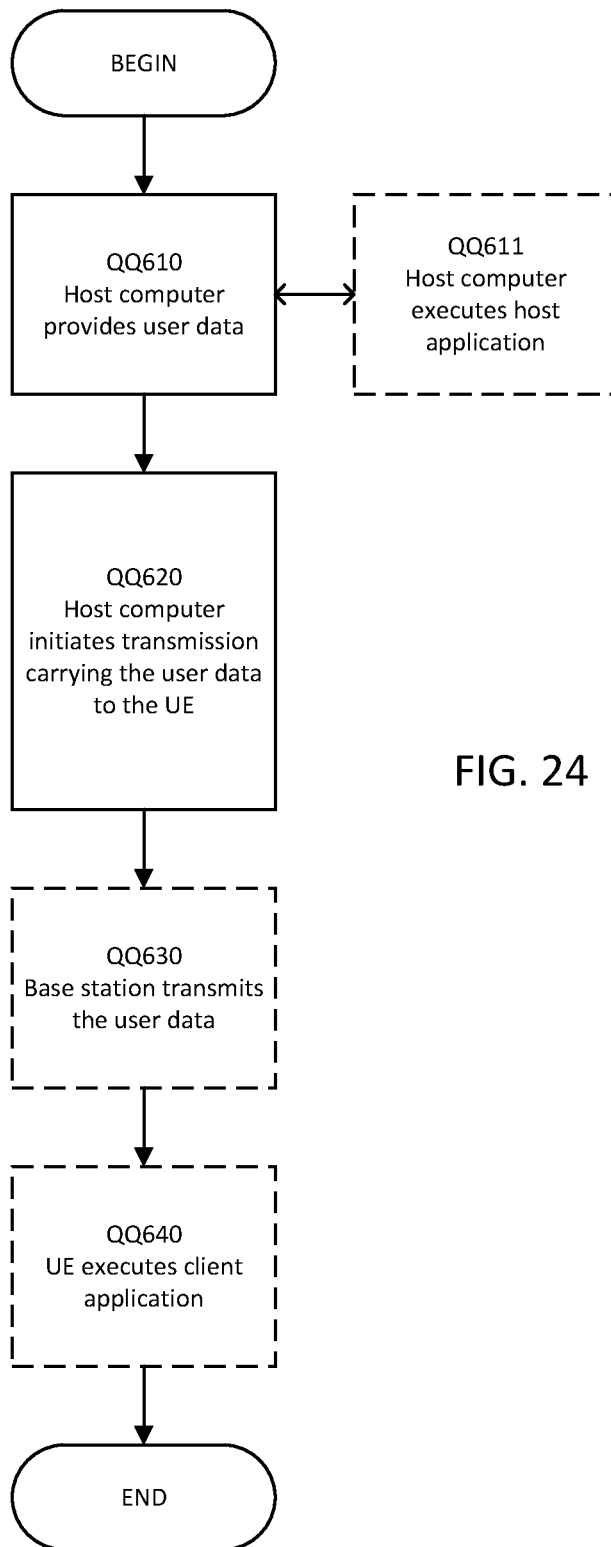 BEGIN
QQ610
Host computer
provides user data
QQ611
Host computer
executes host
application
QQ620
Host computer
initiates transmission
carrying the user data
to the UE
FIG. 24
QQ630
Base station transmits
the user data
QQ640
UE executes client
application
END